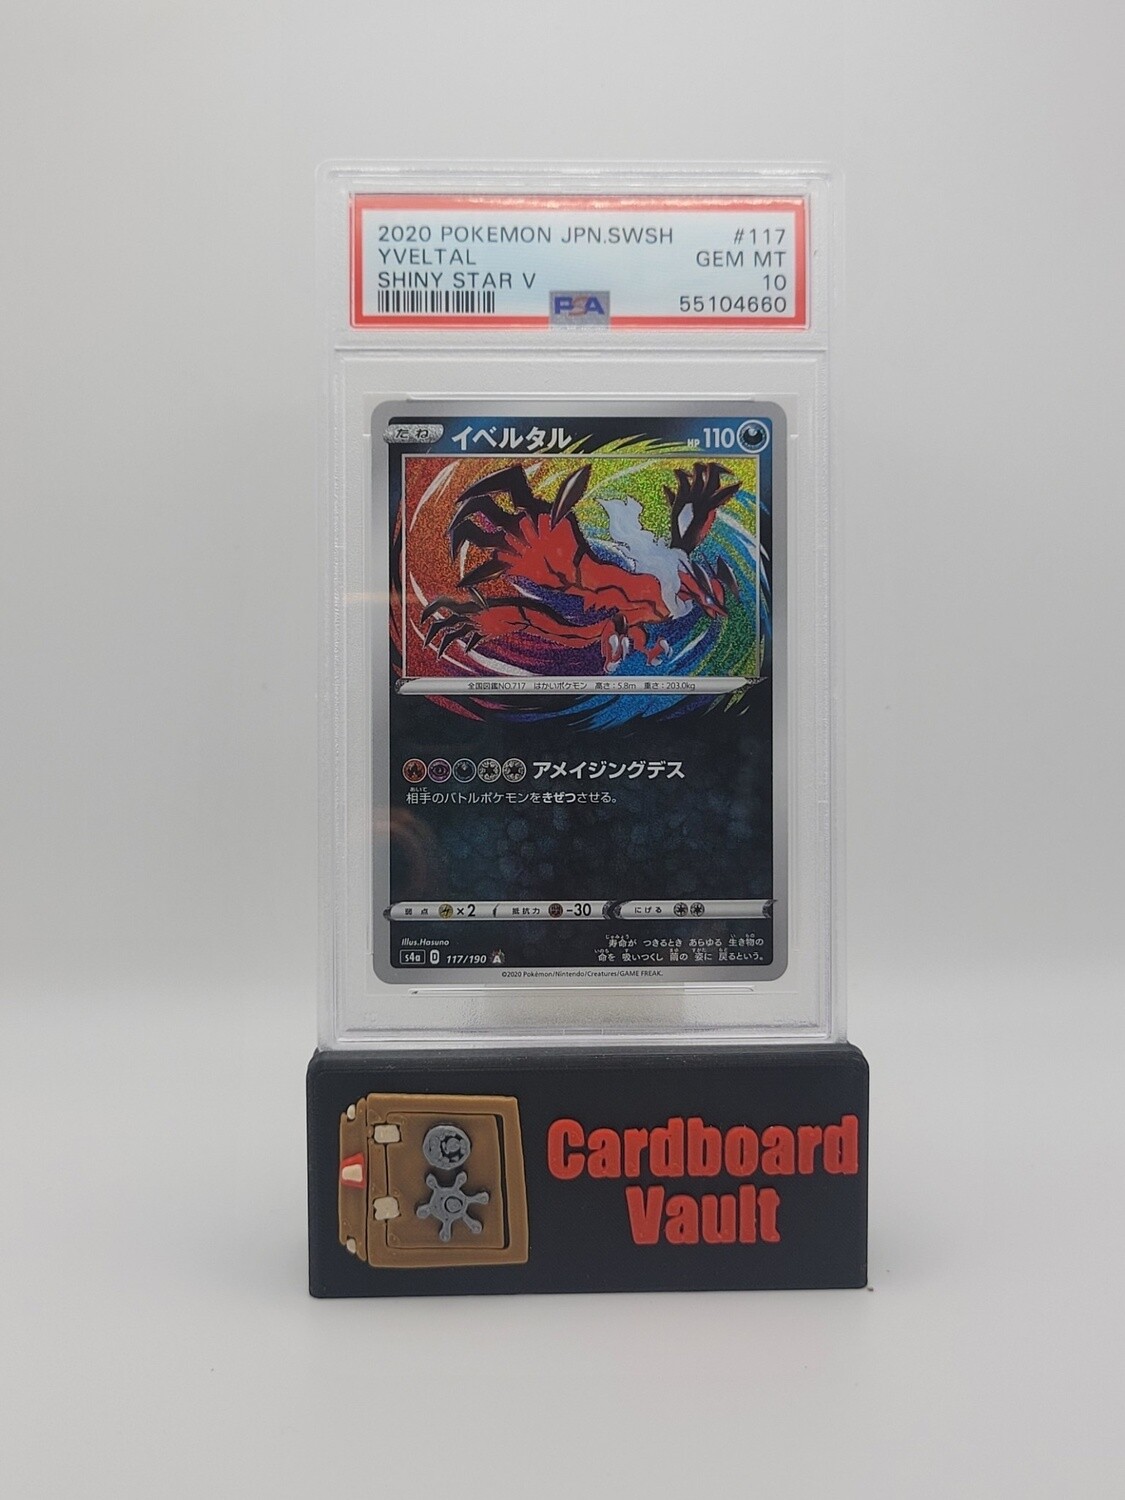 2020 POKEMON JPN.SWSH #117
YVELTAL GEM MT
SHINY STAR V 10
PSA 55104660
たね イベルタル HP 110
全国図鑑NO.717 はかいポケモン 高さ:5.8m 重さ:203.0kg
アメイジングデス
相手のバトルポケモンをきぜつさせる。
弱点 ×2 抵抗力 -30 にげる
Illus.Hasuno
寿命が つきるとき あらゆる 生き物の
命を 吸いつくし 繭の 姿に 戻るという。
s4a D 117/190 A
©2020 Pokémon/Nintendo/Creatures/GAME FREAK.
Cardboard
Vault